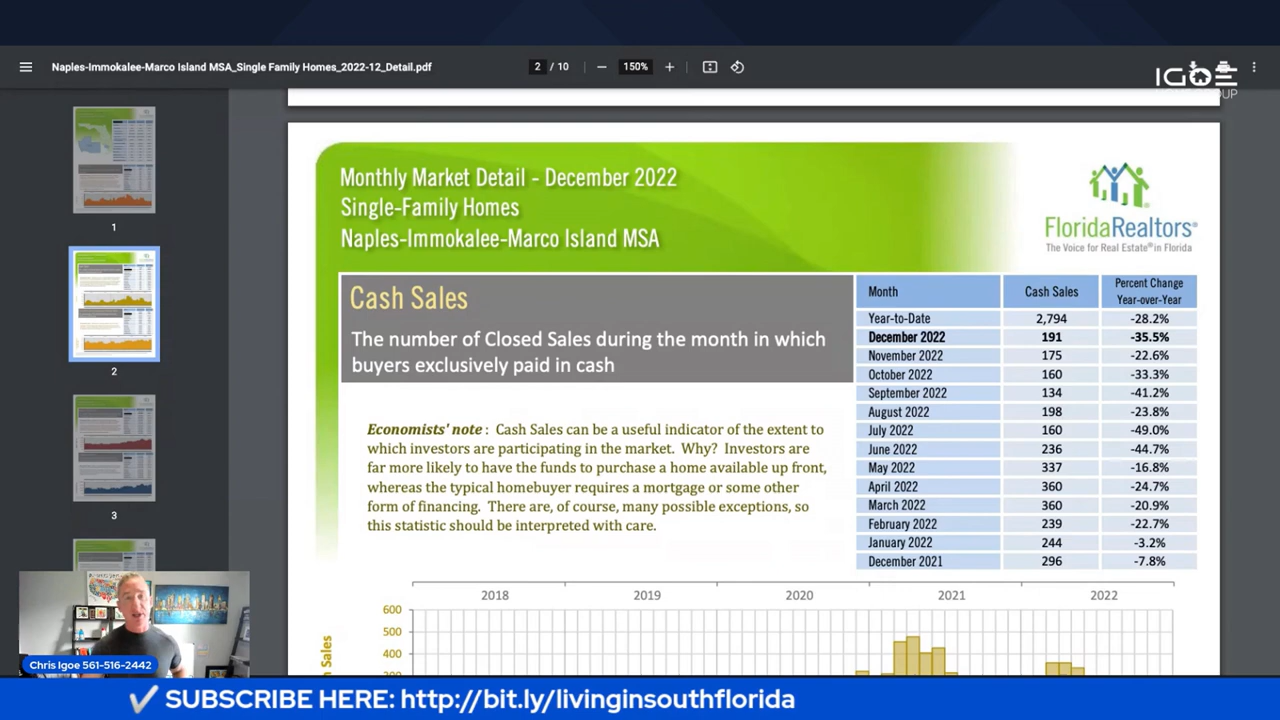 Naples-Immokalee-Marco Island MSA_Single Family Homes_2022-12_Detail.pdf
2 / 10
150%
IGOE
GROUP
1
2
3
Monthly Market Detail - December 2022
Single-Family Homes
Naples-Immokalee-Marco Island MSA
FloridaRealtors®
The Voice for Real Estate® in Florida
Cash Sales
The number of Closed Sales during the month in which
buyers exclusively paid in cash
Economists' note : Cash Sales can be a useful indicator of the extent to
which investors are participating in the market. Why? Investors are
far more likely to have the funds to purchase a home available up front,
whereas the typical homebuyer requires a mortgage or some other
form of financing. There are, of course, many possible exceptions, so
this statistic should be interpreted with care.
Month Cash Sales Percent Change Year-over-Year
Year-to-Date 2,794 -28.2%
December 2022 191 -35.5%
November 2022 175 -22.6%
October 2022 160 -33.3%
September 2022 134 -41.2%
August 2022 198 -23.8%
July 2022 160 -49.0%
June 2022 236 -44.7%
May 2022 337 -16.8%
April 2022 360 -24.7%
March 2022 360 -20.9%
February 2022 239 -22.7%
January 2022 244 -3.2%
December 2021 296 -7.8%
2018 2019 2020 2021 2022
600
500
400
Sales
Chris Igoe 561-516-2442
✓ SUBSCRIBE HERE: http://bit.ly/livinginsouthflorida